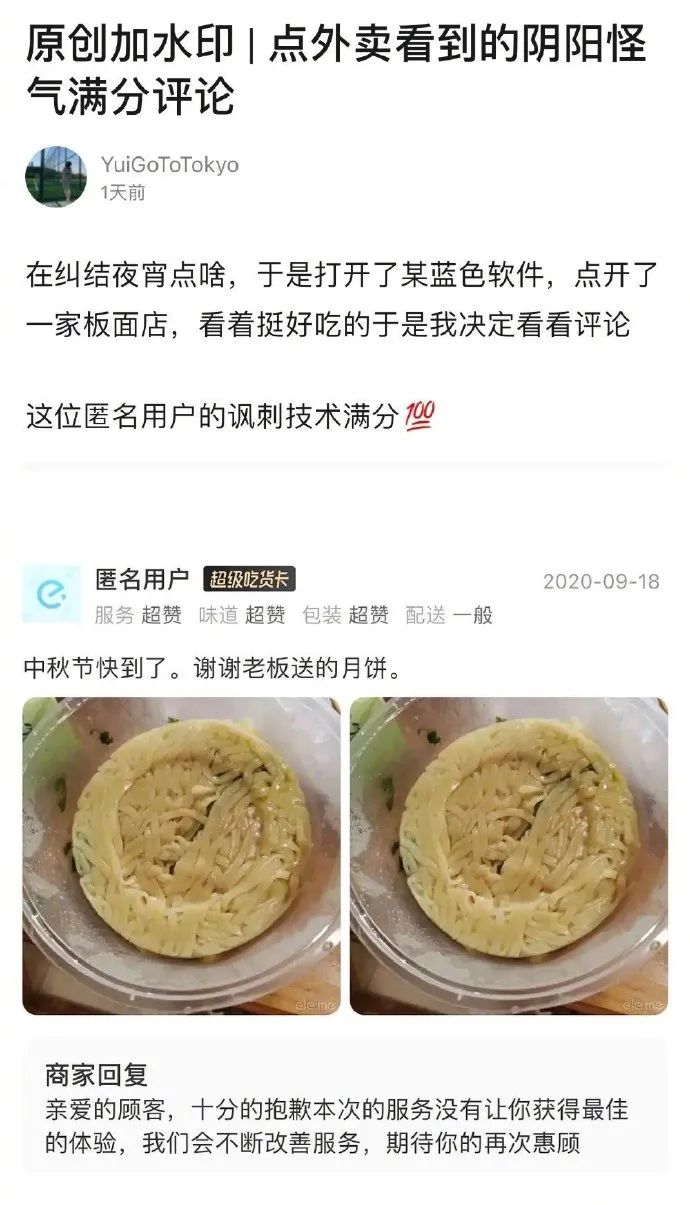 原创加水印 | 点外卖看到的阴阳怪
气满分评论
YuiGoToTokyo
1天前
在纠结夜宵点啥，于是打开了某蓝色软件，点开了
一家板面店，看着挺好吃的于是我决定看看评论
这位匿名用户的讽刺技术满分💯
匿名用户 超级吃货卡 2020-09-18
服务 超赞 味道 超赞 包装 超赞 配送 一般
中秋节快到了。谢谢老板送的月饼。
ele.me ele.me
商家回复
亲爱的顾客，十分的抱歉本次的服务没有让你获得最佳
的体验，我们会不断改善服务，期待你的再次惠顾